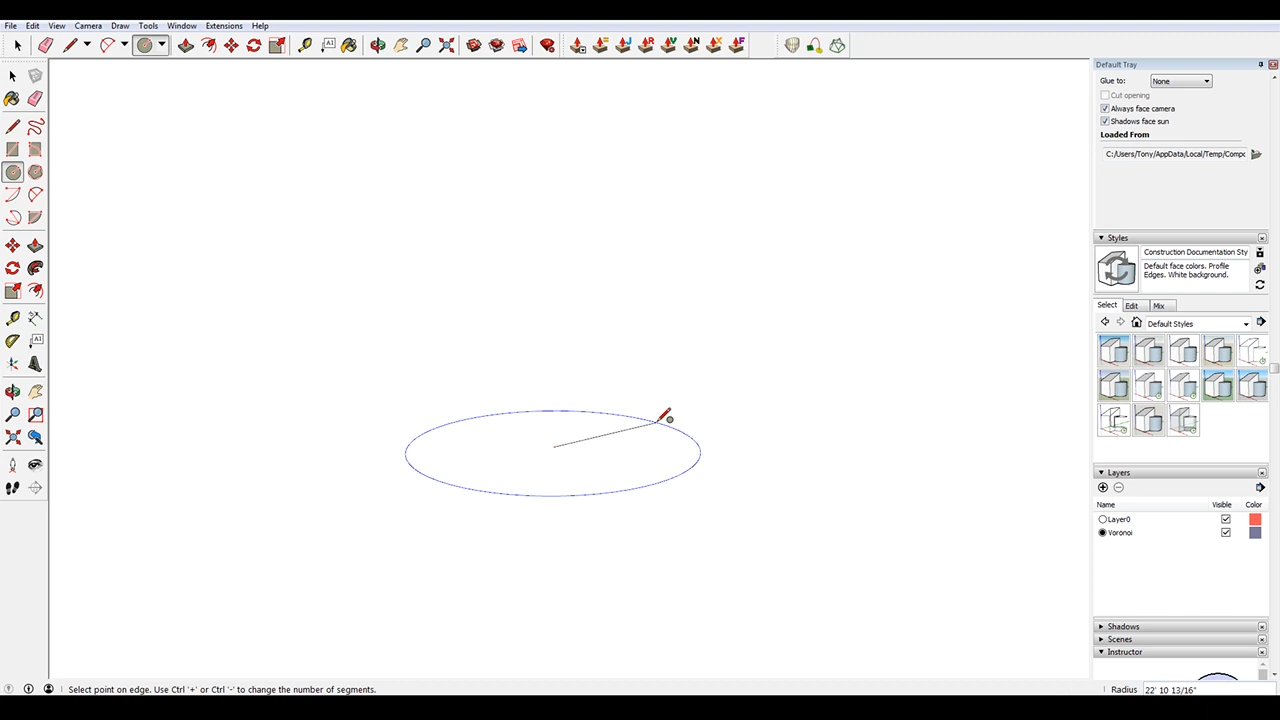 File Edit View Camera Draw Tools Window Extensions Help
A1
Default Tray
Glue to: None
Cut opening
Always face camera
Shadows face sun
Loaded From
C:/Users/Tony/AppData/Local/Temp/Compc
Styles
Construction Documentation Sty
Default face colors. Profile
Edges. White background.
Select Edit Mix
Default Styles
A1
Layers
Name Visible Color
Layer0
Voronoi
Shadows
Scenes
Instructor
Select point on edge. Use Ctrl '+' or Ctrl '-' to change the number of segments.
Radius 22' 10 13/16"